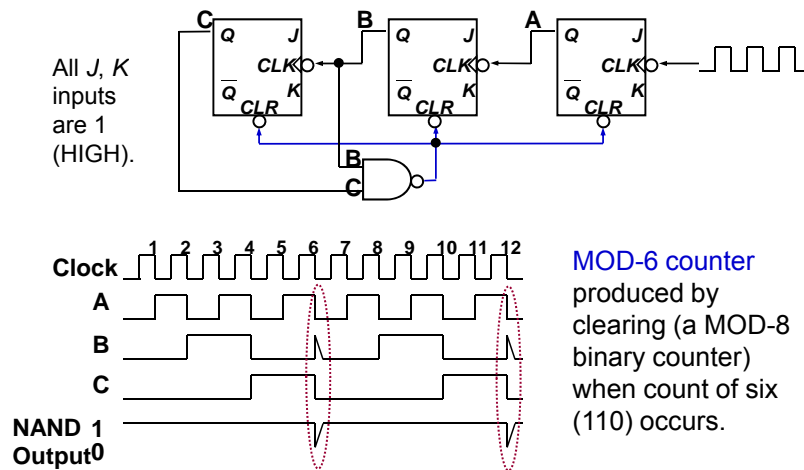 C
B
A
Q J
Q J
Q J
All J, K
inputs
are 1
(HIGH).
CLK
CLK
CLK
Q K
Q K
Q K
CLR
CLR
CLR
B
C
1 2 3 4 5 6 7 8 9 10 11 12
Clock
A
B
C
NAND 1
Output 0
MOD-6 counter
produced by
clearing (a MOD-8
binary counter)
when count of six
(110) occurs.